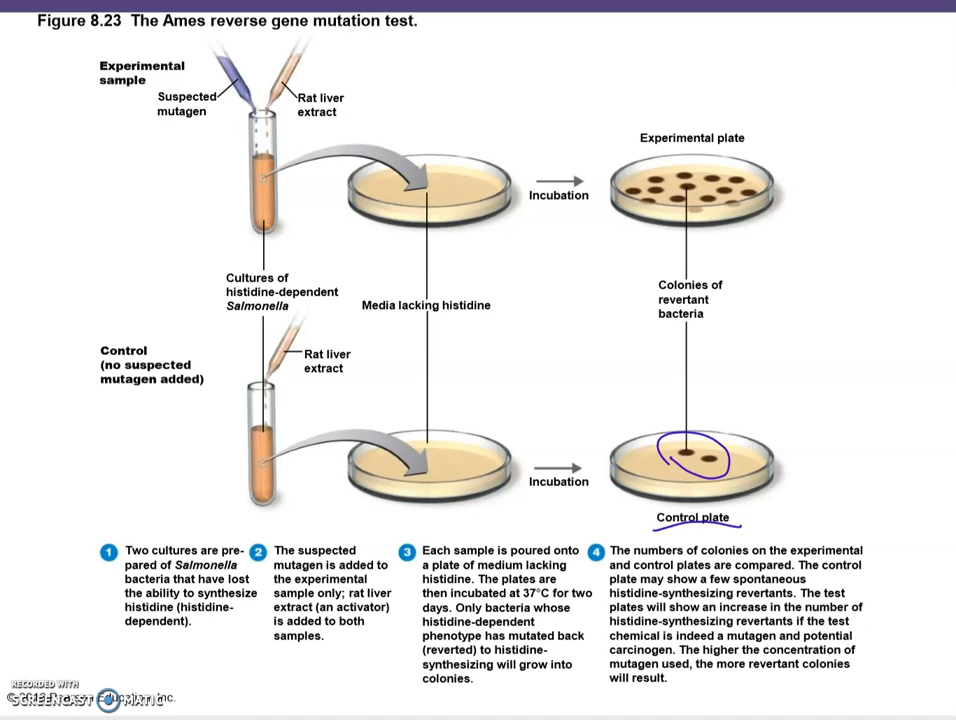 Figure 8.23 The Ames reverse gene mutation test.
Experimental
sample
Suspected
mutagen
Rat liver
extract
Experimental plate
Incubation
Cultures of
histidine-dependent
Salmonella
Media lacking histidine
Colonies of
revertant
bacteria
Control
(no suspected
mutagen added)
Rat liver
extract
Incubation
Control plate
1 Two cultures are pre-
pared of Salmonella
bacteria that have lost
the ability to synthesize
histidine (histidine-
dependent).
2 The suspected
mutagen is added to
the experimental
sample only; rat liver
extract (an activator)
is added to both
samples.
3 Each sample is poured onto
a plate of medium lacking
histidine. The plates are
then incubated at 37°C for two
days. Only bacteria whose
histidine-dependent
phenotype has mutated back
(reverted) to histidine-
synthesizing will grow into
colonies.
4 The numbers of colonies on the experimental
and control plates are compared. The control
plate may show a few spontaneous
histidine-synthesizing revertants. The test
plates will show an increase in the number of
histidine-synthesizing revertants if the test
chemical is indeed a mutagen and potential
carcinogen. The higher the concentration of
mutagen used, the more revertant colonies
will result.
RECORDED WITH
SCREENCAST MATIC
Inc.